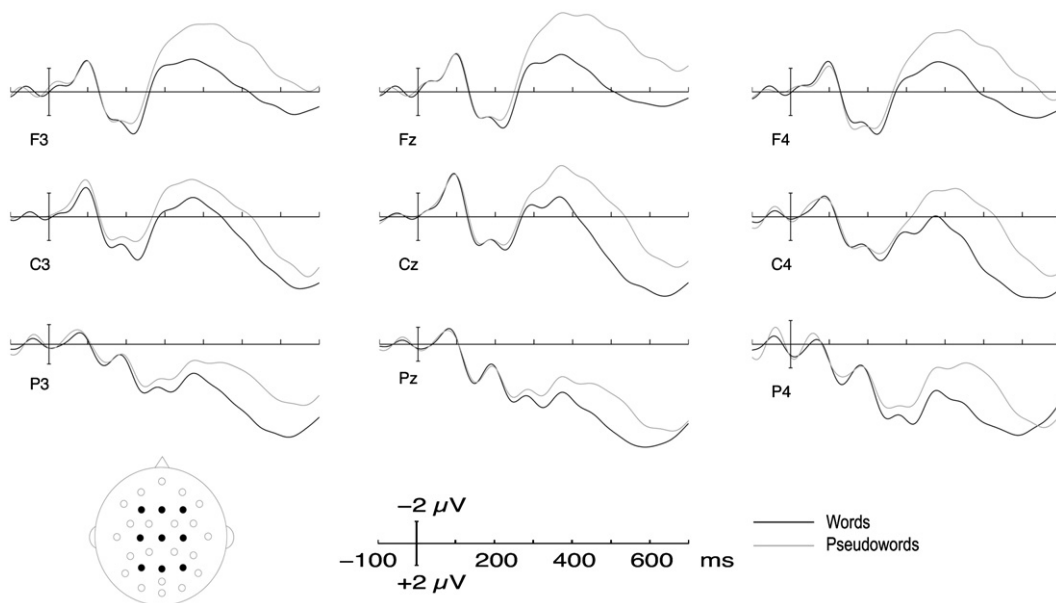 F3
Fz
F4
C3
Cz
C4
P3
Pz
P4
−2 µV
−100 200 400 600 ms
+2 µV
Words
Pseudowords